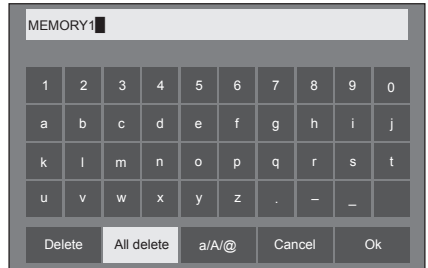 MEMORY1
1 2 3 4 5 6 7 8 9 0
a b c d e f g h i j
k l m n o p q r s t
u v w x y z . – _
Delete All delete a/A/@ Cancel Ok